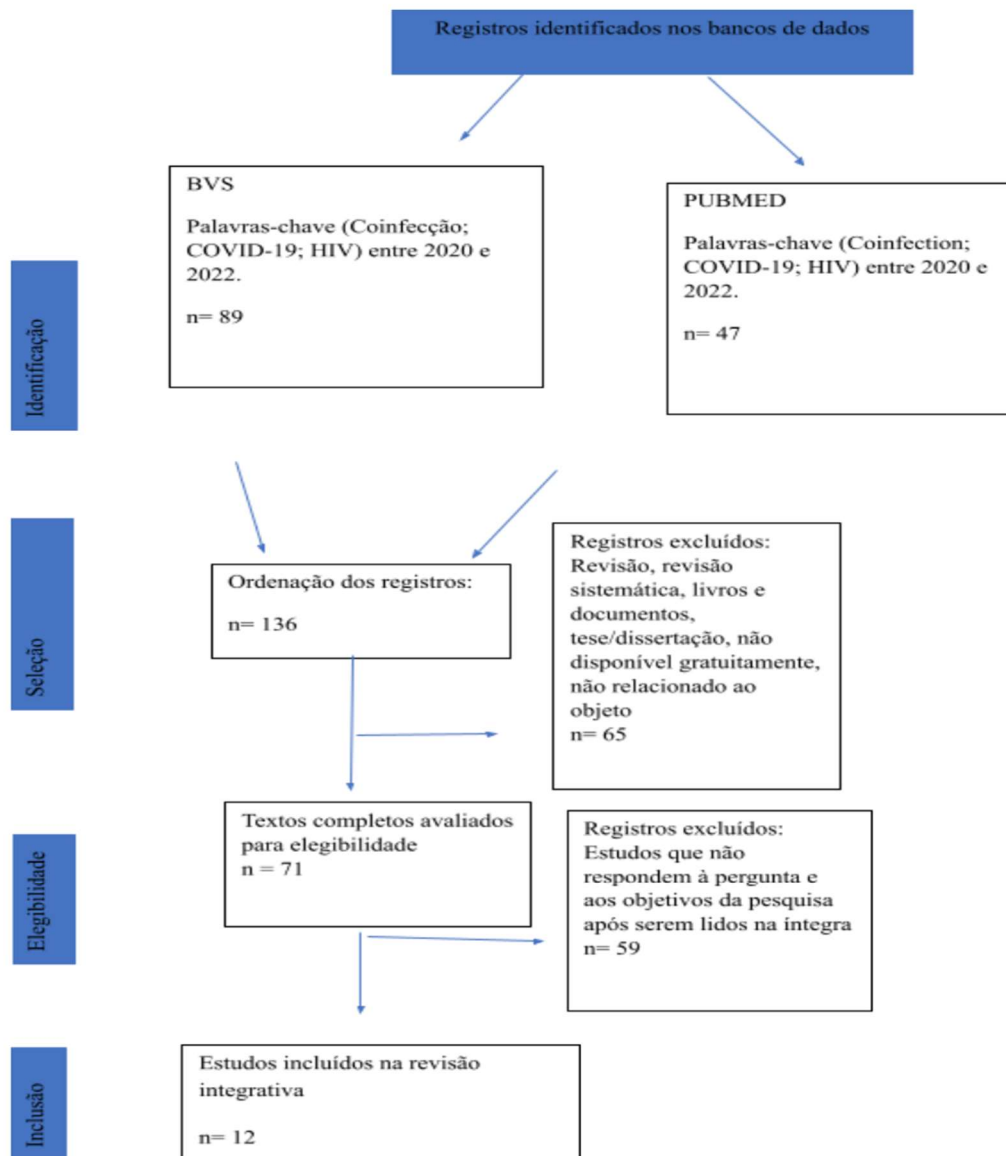 Registros identificados nos bancos de dados
Identificação
BVS
Palavras-chave (Coinfecção;
COVID-19; HIV) entre 2020 e
2022.
n= 89
PUBMED
Palavras-chave (Coinfection;
COVID-19; HIV) entre 2020 e
2022.
n= 47
Seleção
Ordenação dos registros:
n= 136
Registros excluídos:
Revisão, revisão
sistemática, livros e
documentos,
tese/dissertação, não
disponível gratuitamente,
não relacionado ao
objeto
n= 65
Elegibilidade
Textos completos avaliados
para elegibilidade
n = 71
Registros excluídos:
Estudos que não
respondem à pergunta e
aos objetivos da pesquisa
após serem lidos na íntegra
n= 59
Inclusão
Estudos incluídos na revisão
integrativa
n= 12